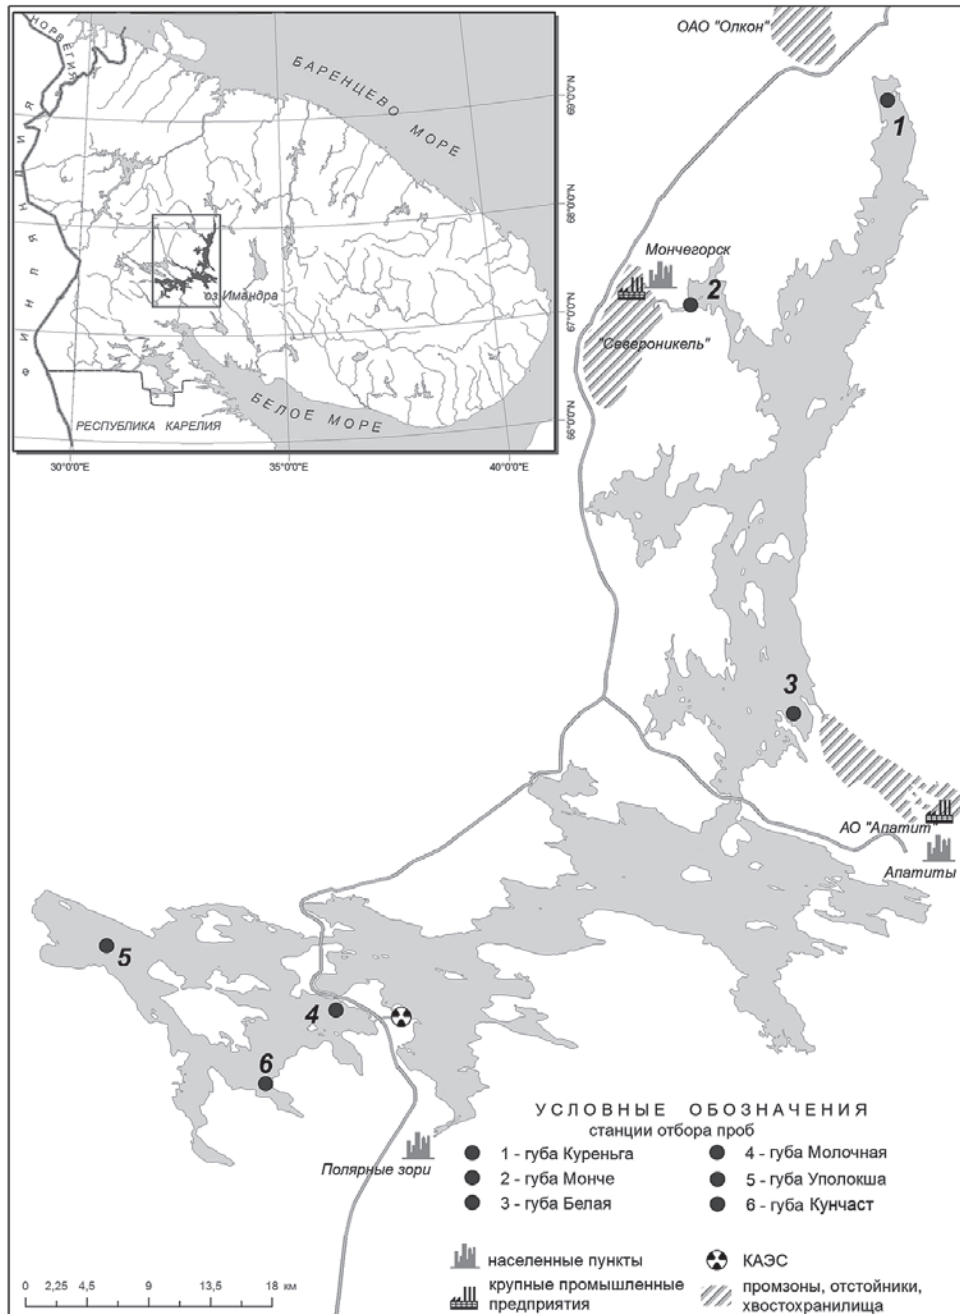 ОАО "Олкон"
НОРВЕГИЯ
ФИНЛЯНДИЯ
БАРЕНЦЕВО МОРЕ
оз. Имандра
БЕЛОЕ МОРЕ
РЕСПУБЛИКА КАРЕЛИЯ
69°0'0"N
68°0'0"N
67°0'0"N
66°0'0"N
30°0'0"E
35°0'0"E
40°0'0"E
1
Мончегорск
2
"Североникель"
3
АО "Апатит"
Апатиты
5
4
6
Полярные зори
УСЛОВНЫЕ ОБОЗНАЧЕНИЯ
станции отбора проб
1 - губа Куреньга
2 - губа Монче
3 - губа Белая
4 - губа Молочная
5 - губа Уполокша
6 - губа Кунчаст
населенные пункты
крупные промышленные
предприятия
КАЭС
промзоны, отстойники,
хвостохранилища
0 2,25 4,5 9 13,5 18 км